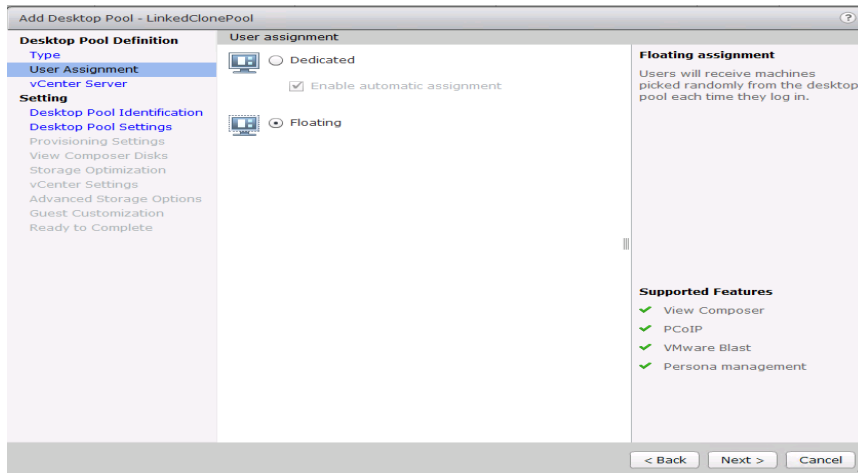 Add Desktop Pool - LinkedClonePool
?
Desktop Pool Definition
Type
User Assignment
vCenter Server
Setting
Desktop Pool Identification
Desktop Pool Settings
Provisioning Settings
View Composer Disks
Storage Optimization
vCenter Settings
Advanced Storage Options
Guest Customization
Ready to Complete
User assignment
Dedicated
Enable automatic assignment
Floating
Floating assignment
Users will receive machines
picked randomly from the desktop
pool each time they log in.
Supported Features
View Composer
PCoIP
VMware Blast
Persona management
< Back
Next >
Cancel